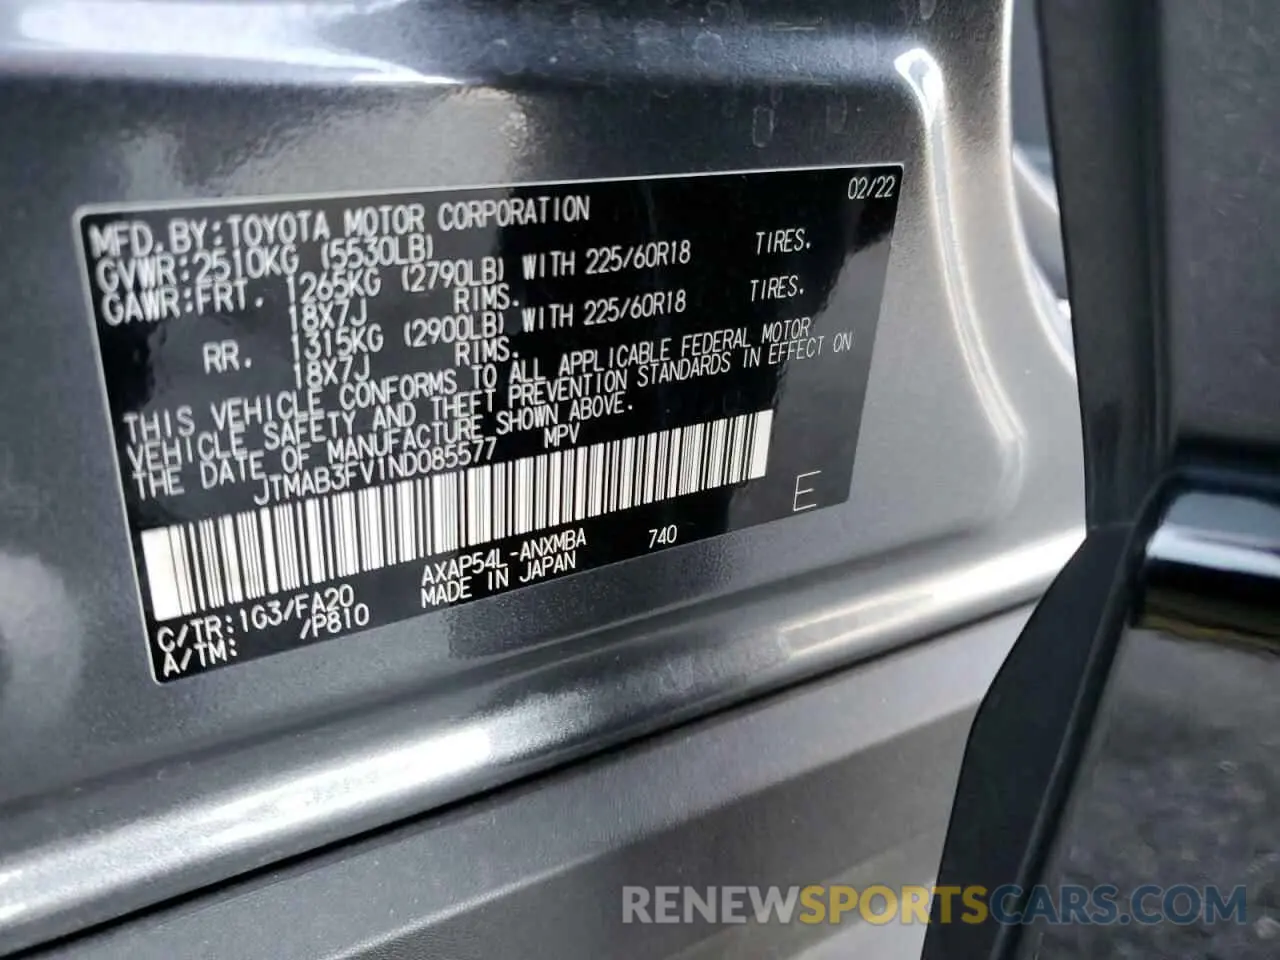 02/22
MFD.BY:TOYOTA MOTOR CORPORATION
GVWR:2510KG (5530LB)
GAWR:FRT. 1265KG (2790LB) WITH 225/60R18 TIRES.
18X7J RIMS.
RR. 1315KG (2900LB) WITH 225/60R18 TIRES.
18X7J RIMS.
THIS VEHICLE CONFORMS TO ALL APPLICABLE FEDERAL MOTOR
VEHICLE SAFETY AND THEFT PREVENTION STANDARDS IN EFFECT ON
THE DATE OF MANUFACTURE SHOWN ABOVE.
JTMAB3FV1ND085577 MPV
E
C/TR:1G3/FA20 AXAP54L-ANXMBA 740
A/TM: /P810 MADE IN JAPAN
RENEWSPORTSCARS.COM